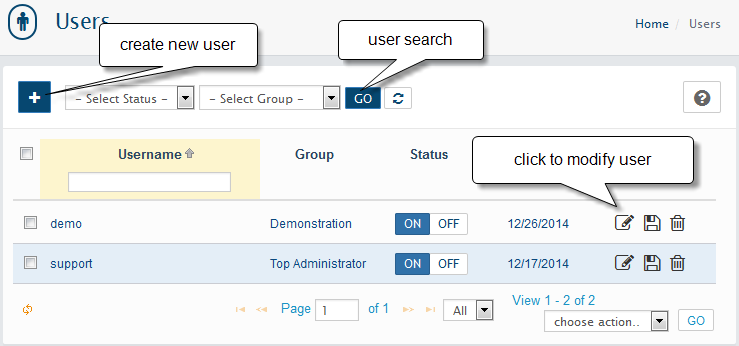 Users
Home / Users
create new user
user search
+
- Select Status -
- Select Group -
GO
?
click to modify user
Username
Group
Status
demo
Demonstration
ON OFF
12/26/2014
support
Top Administrator
ON OFF
12/17/2014
Page 1 of 1
All
View 1 - 2 of 2
choose action..
GO